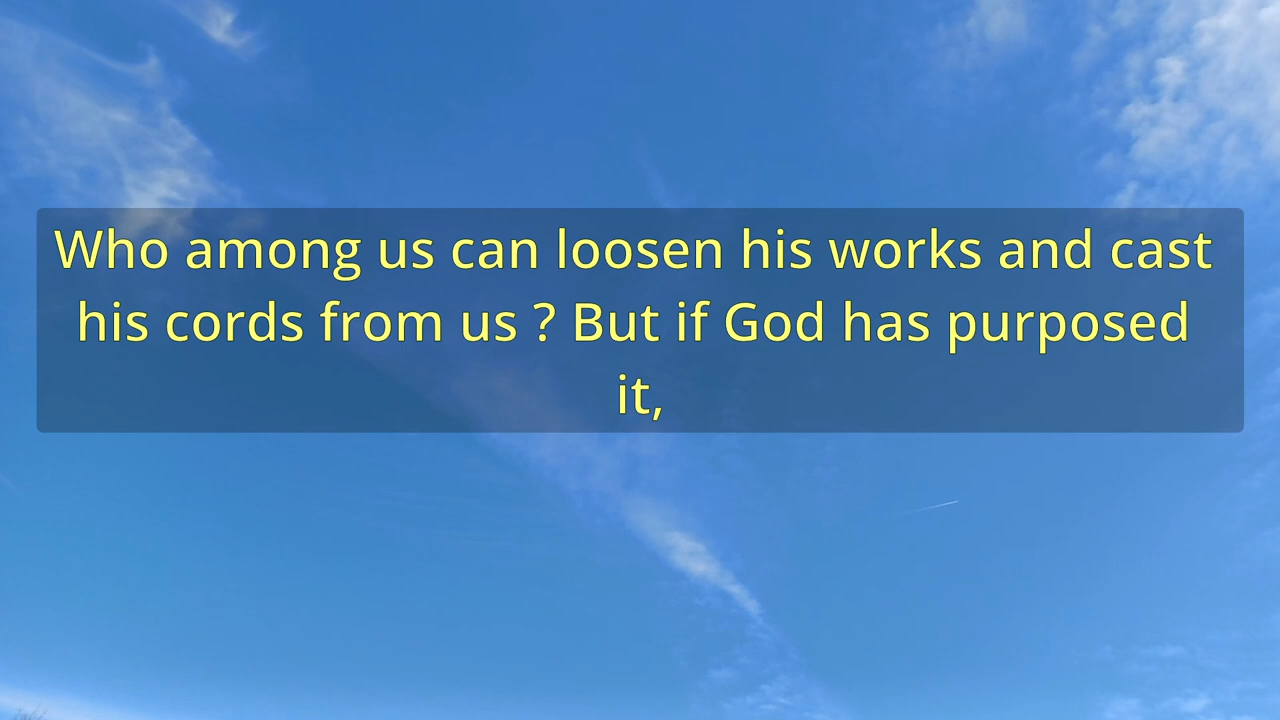 Who among us can loosen his works and cast
his cords from us ? But if God has purposed
it,